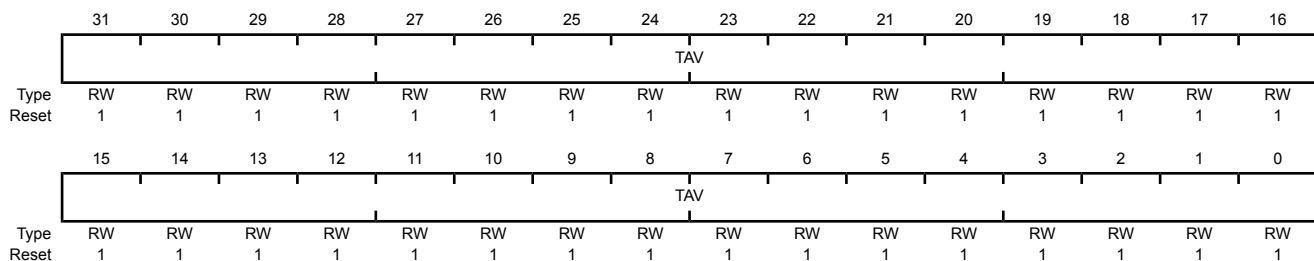 31 30 29 28 27 26 25 24 23 22 21 20 19 18 17 16
TAV
Type RW RW RW RW RW RW RW RW RW RW RW RW RW RW RW RW
Reset 1 1 1 1 1 1 1 1 1 1 1 1 1 1 1 1
15 14 13 12 11 10 9 8 7 6 5 4 3 2 1 0
TAV
Type RW RW RW RW RW RW RW RW RW RW RW RW RW RW RW RW
Reset 1 1 1 1 1 1 1 1 1 1 1 1 1 1 1 1